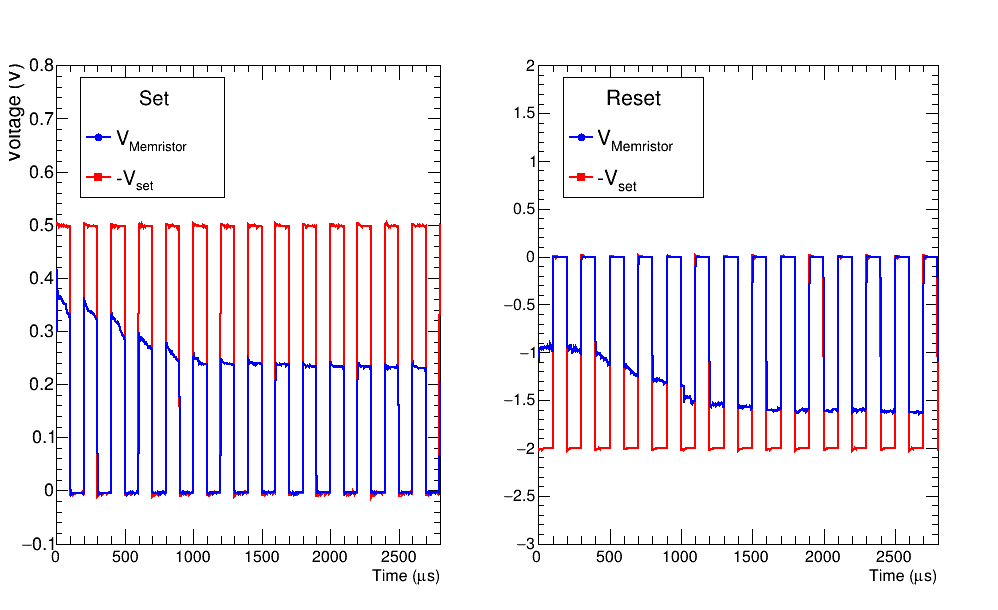 Voltage (V)
0.8
0.7
0.6
0.5
0.4
0.3
0.2
0.1
0
−0.1
Set
V_Memristor
-V_set
0 500 1000 1500 2000 2500
Time (μs)
2
1.5
1
0.5
0
−0.5
−1
−1.5
−2
−2.5
−3
Reset
V_Memristor
-V_set
0 500 1000 1500 2000 2500
Time (μs)